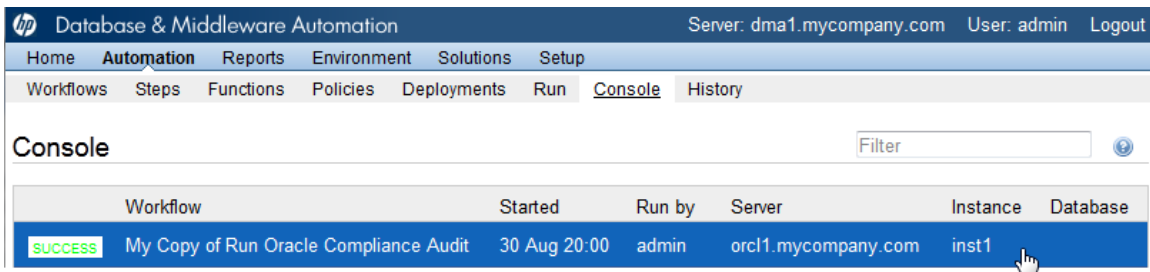 hp Database & Middleware Automation Server: dma1.mycompany.com User: admin Logout
Home Automation Reports Environment Solutions Setup
Workflows Steps Functions Policies Deployments Run Console History
Console Filter ?
Workflow Started Run by Server Instance Database
SUCCESS My Copy of Run Oracle Compliance Audit 30 Aug 20:00 admin orcl1.mycompany.com inst1